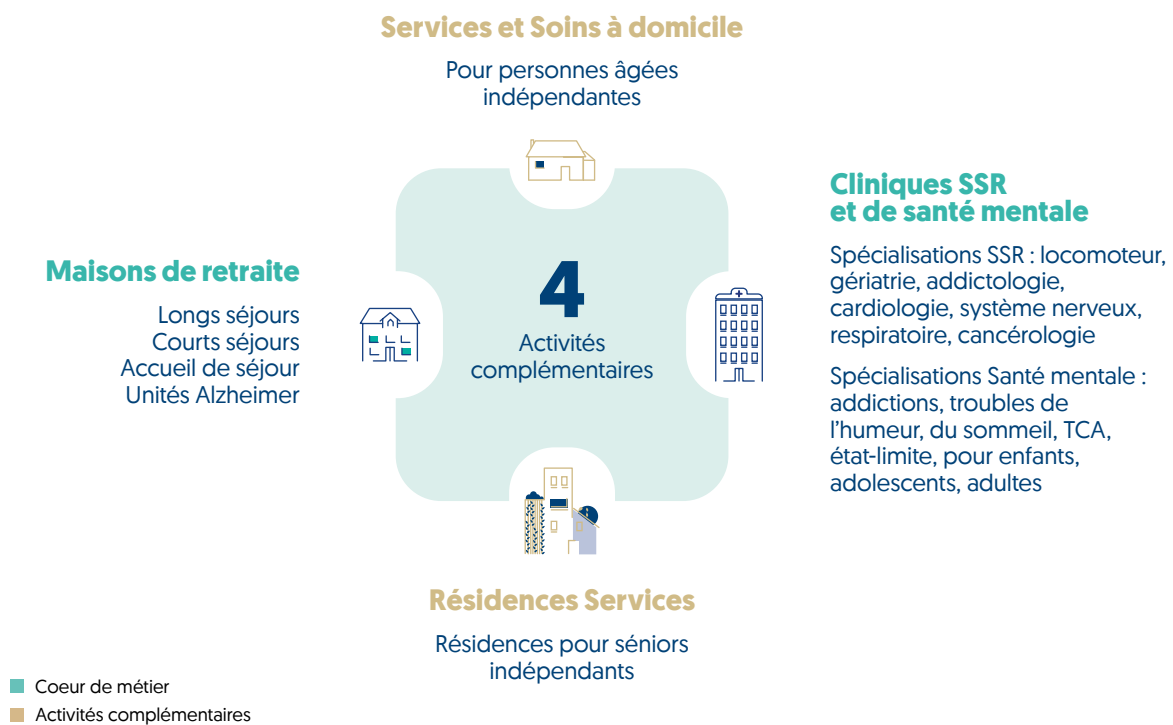 Services et Soins à domicile
Pour personnes âgées
indépendantes
Maisons de retraite
Longs séjours
Courts séjours
Accueil de séjour
Unités Alzheimer
4
Activités
complémentaires
Cliniques SSR
et de santé mentale
Spécialisations SSR : locomoteur,
gériatrie, addictologie,
cardiologie, système nerveux,
respiratoire, cancérologie
Spécialisations Santé mentale :
addictions, troubles de
l’humeur, du sommeil, TCA,
état-limite, pour enfants,
adolescents, adultes
Résidences Services
Résidences pour séniors
indépendants
Coeur de métier
Activités complémentaires